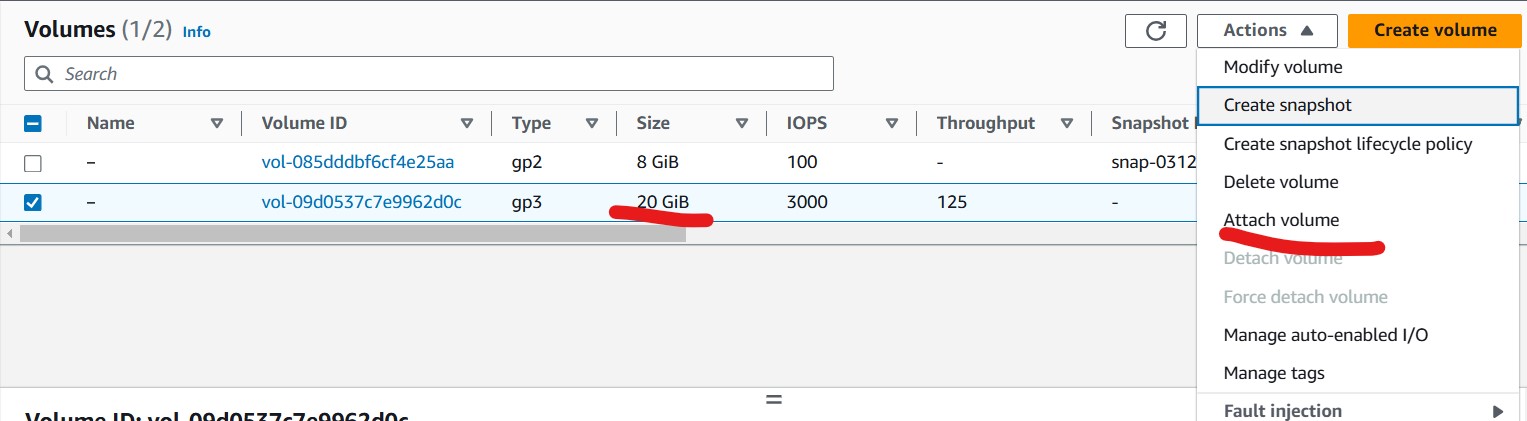 Volumes (1/2) Info
Actions
Create volume
Search
Modify volume
Create snapshot
Name Volume ID Type Size IOPS Throughput Snapshot
Create snapshot lifecycle policy
– vol-085dddbf6cf4e25aa gp2 8 GiB 100 - snap-0312
Delete volume
– vol-09d0537c7e9962d0c gp3 20 GiB 3000 125 -
Attach volume
Detach volume
Force detach volume
Manage auto-enabled I/O
Manage tags
Fault injection
Volume ID: vol-09d0537c7e9962d0c